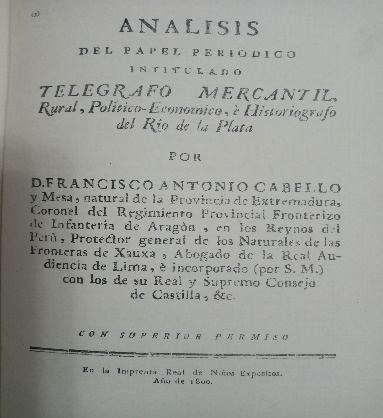 ANALISIS
DEL PAPEL PERIODICO
INTITULADO
TELEGRAFO MERCANTIL,
Rural, Politico-Economico, è Historiografo
del Rio de la Plata
POR
D. FRANCISCO ANTONIO CABELLO
y Mesa, natural de la Provincia de Extremadura,
Coronel del Regimiento Provincial Fronterizo
de Infanteria de Aragòn, en los Reynos del
Perù, Protector general de los Naturales de las
Fronteras de Xauxa, Abogado de la Real Au-
diencia de Lima, è incorporado (por S. M.)
con los de su Real y Supremo Consejo
de Castilla, &c.
CON SUPERIOR PERMISO
En la Imprenta Real de Niños Expositos.
Año de 1800.